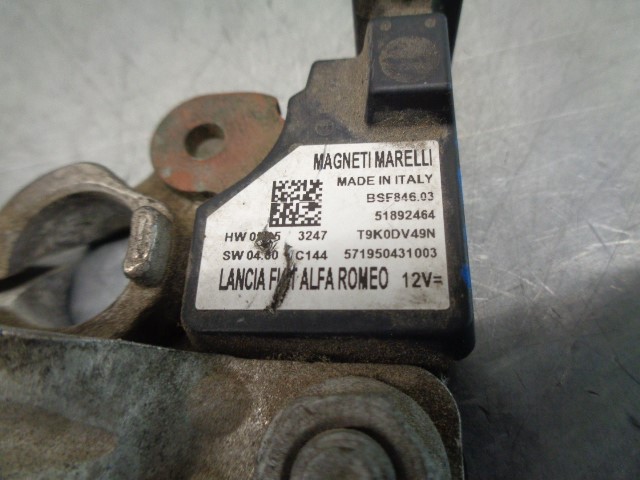 MAGNETI MARELLI
MADE IN ITALY
BSF846.03
51892464
HW 3247 T9K0DV49N
SW 04.00 C144 571950431003
LANCIA ALFA ROMEO 12V=